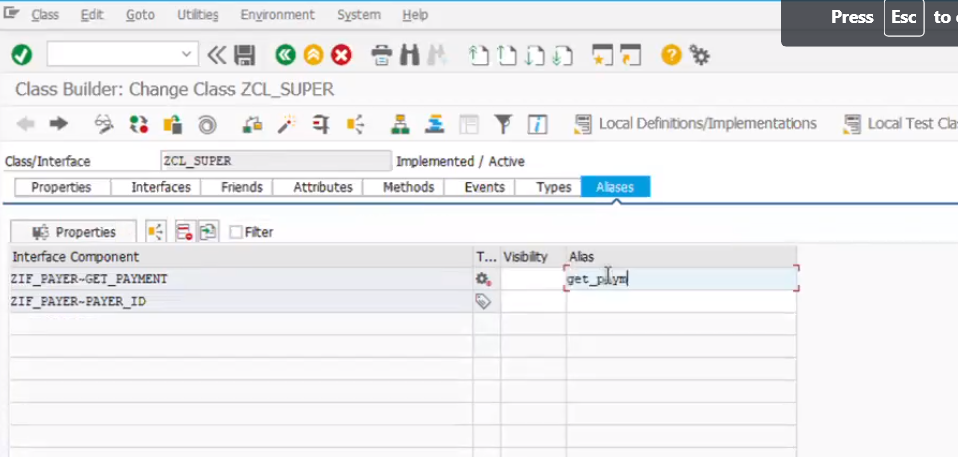 Class Edit Goto Utilities Environment System Help
Press Esc to
Class Builder: Change Class ZCL_SUPER
Local Definitions/Implementations Local Test Cla
Class/Interface ZCL_SUPER Implemented / Active
Properties Interfaces Friends Attributes Methods Events Types Aliases
Properties Filter
Interface Component T... Visibility Alias
ZIF_PAYER~GET_PAYMENT get_paym
ZIF_PAYER~PAYER_ID